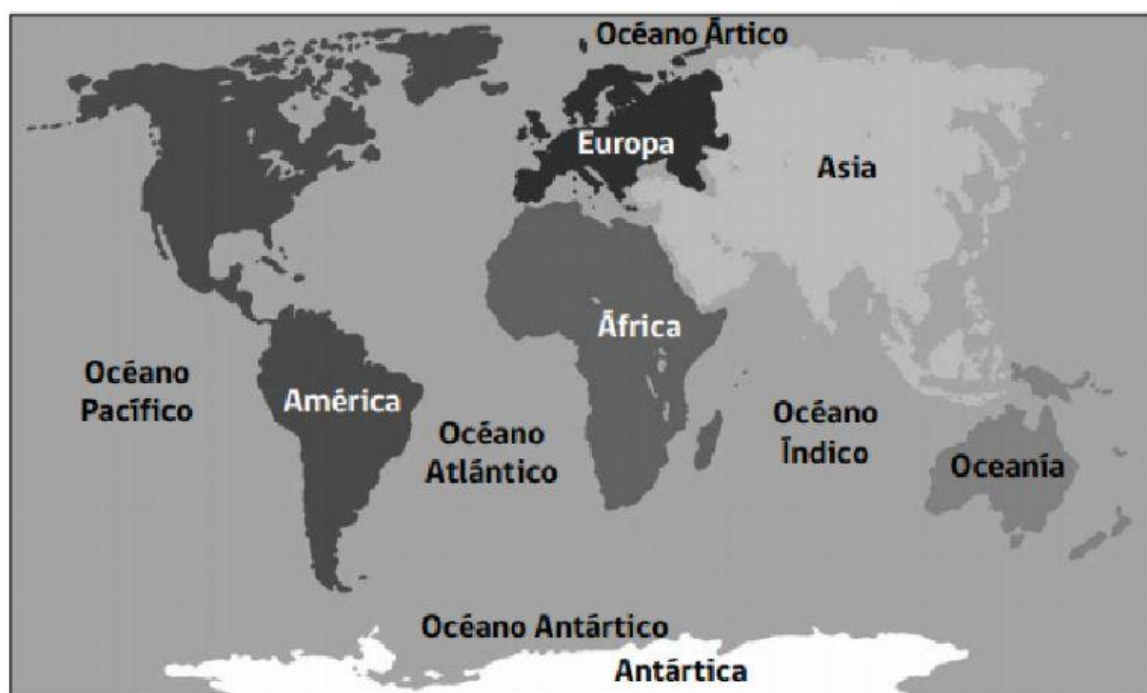 Océano Ártico
Europa
Asia
África
Océano
Pacífico
América
Océano
Atlántico
Océano
Índico
Oceanía
Océano Antártico
Antártica